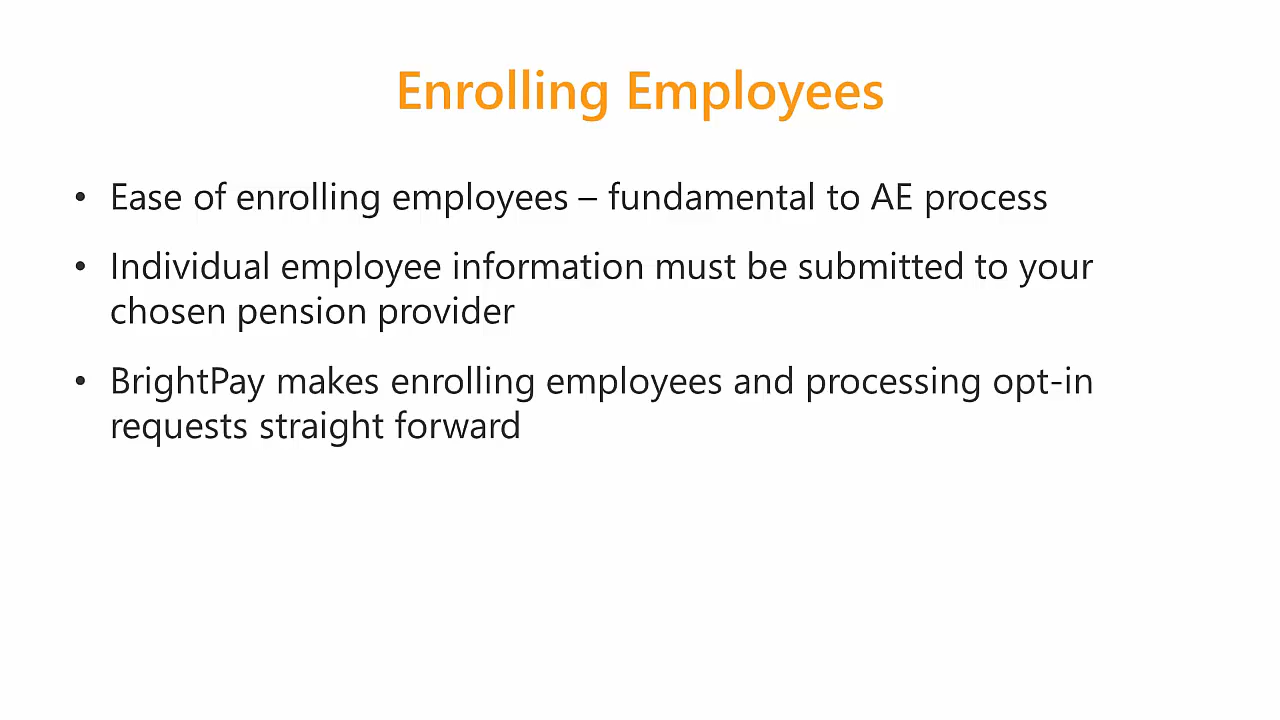 Enrolling Employees
• Ease of enrolling employees – fundamental to AE process
• Individual employee information must be submitted to your
chosen pension provider
• BrightPay makes enrolling employees and processing opt-in
requests straight forward